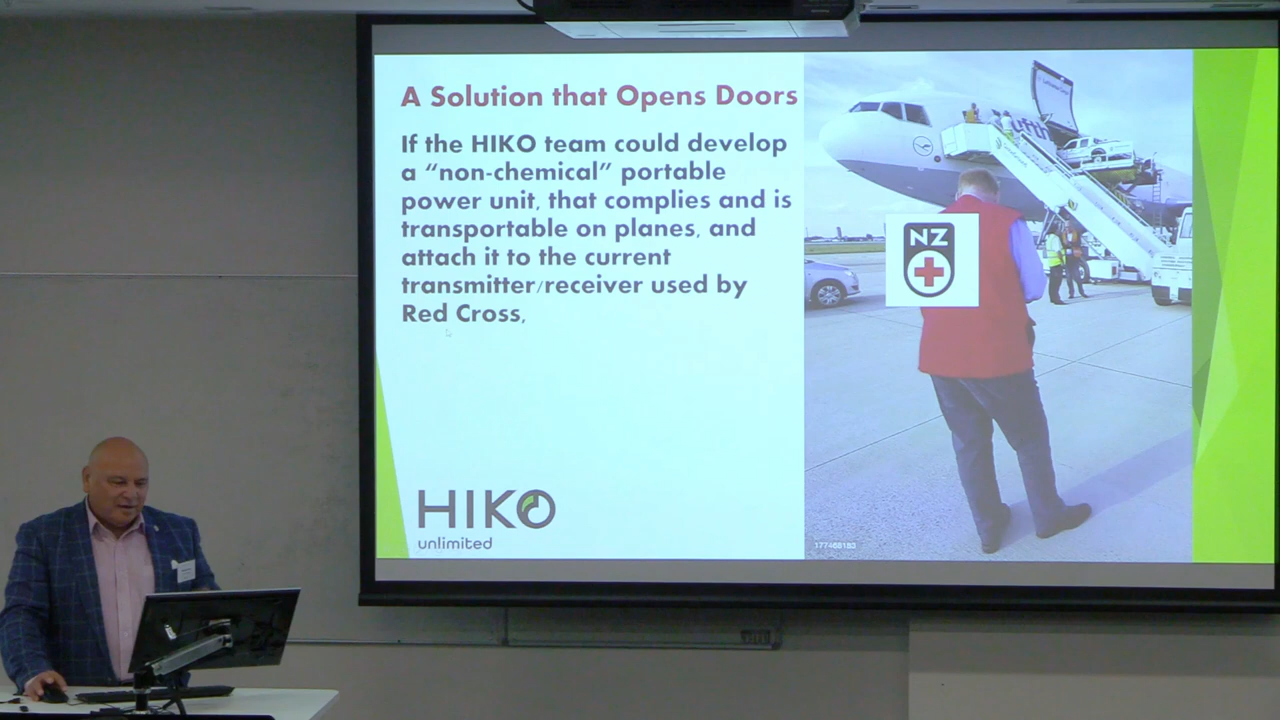 A Solution that Opens Doors
If the HIKO team could develop
a “non-chemical” portable
power unit, that complies and is
transportable on planes, and
attach it to the current
transmitter/receiver used by
Red Cross,
HIKO
unlimited
NZ
177468183